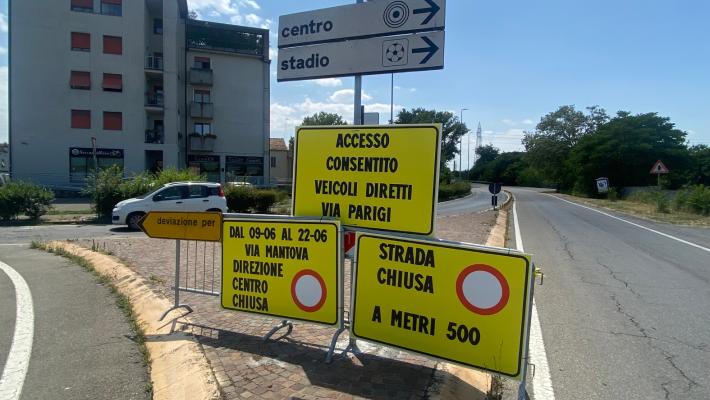 centro
stadio
ACCESSO
CONSENTITO
VEICOLI DIRETTI
VIA PARIGI
deviazione per
DAL 09-06 AL 22-06
VIA MANTOVA
DIREZIONE
CENTRO
CHIUSA
STRADA
CHIUSA
A METRI 500